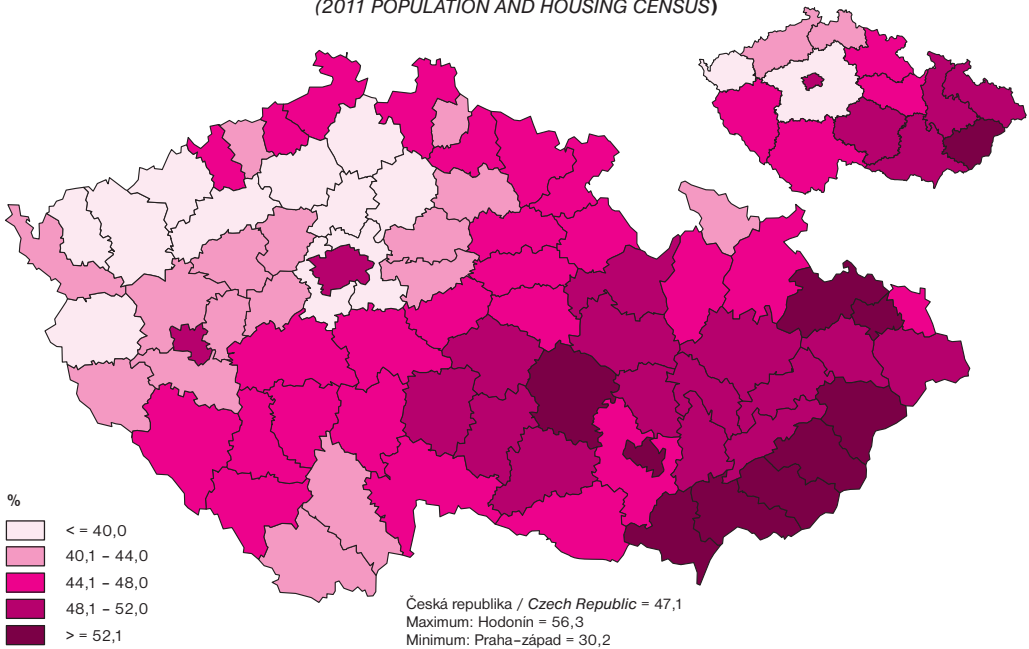 (2011 POPULATION AND HOUSING CENSUS)
%
< = 40,0
40,1 – 44,0
44,1 – 48,0
48,1 – 52,0
> = 52,1
Česká republika / Czech Republic = 47,1
Maximum: Hodonín = 56,3
Minimum: Praha–západ = 30,2